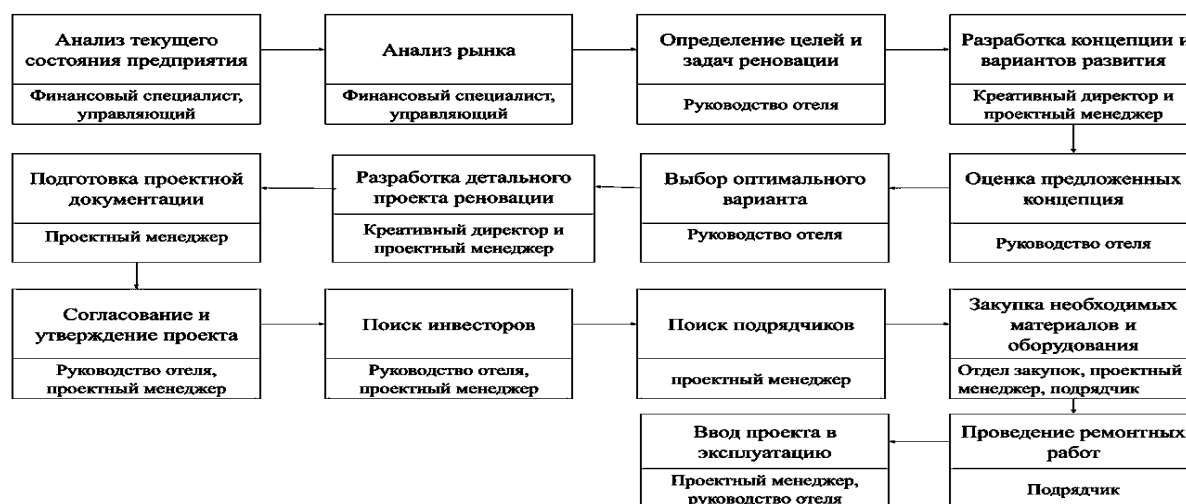 Анализ текущего
состояния предприятия
Финансовый специалист,
управляющий
Анализ рынка
Финансовый специалист,
управляющий
Определение целей и
задач реновации
Руководство отеля
Разработка концепции и
вариантов развития
Креативный директор и
проектный менеджер
Оценка предложенных
концепция
Руководство отеля
Выбор оптимального
варианта
Руководство отеля
Разработка детального
проекта реновации
Креативный директор и
проектный менеджер
Подготовка проектной
документации
Проектный менеджер
Согласование и
утверждение проекта
Руководство отеля,
проектный менеджер
Поиск инвесторов
Руководство отеля,
проектный менеджер
Поиск подрядчиков
проектный менеджер
Закупка необходимых
материалов и
оборудования
Отдел закупок, проектный
менеджер, подрядчик
Проведение ремонтных
работ
Подрядчик
Ввод проекта в
эксплуатацию
Проектный менеджер,
руководство отеля